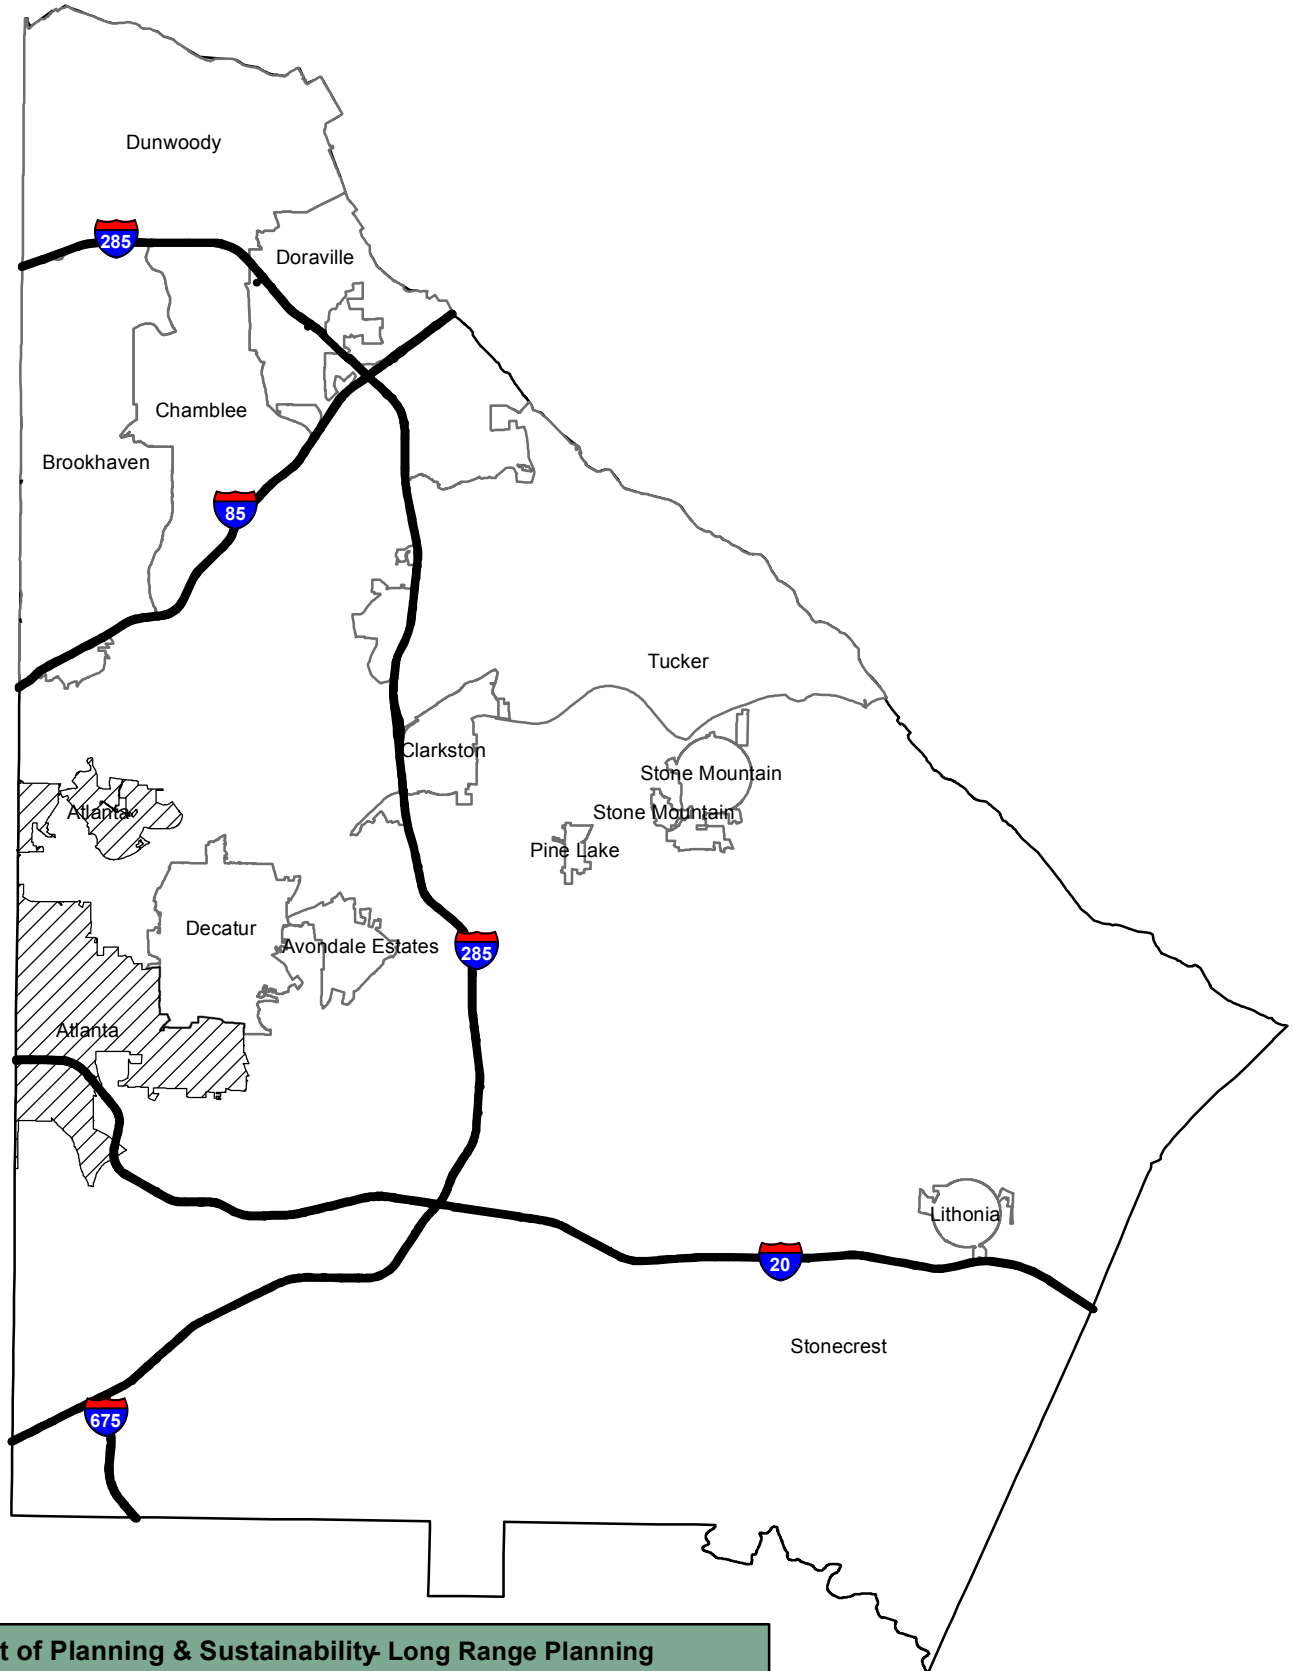 Dunwoody
285
Doraville
Chamblee
Brookhaven
85
Tucker
Clarkston
Stone Mountain
Atlanta
Stone Mountain
Pine Lake
Decatur
Avondale Estates
285
Atlanta
Lithonia
20
Stonecrest
675
t of Planning & Sustainability- Long Range Planning